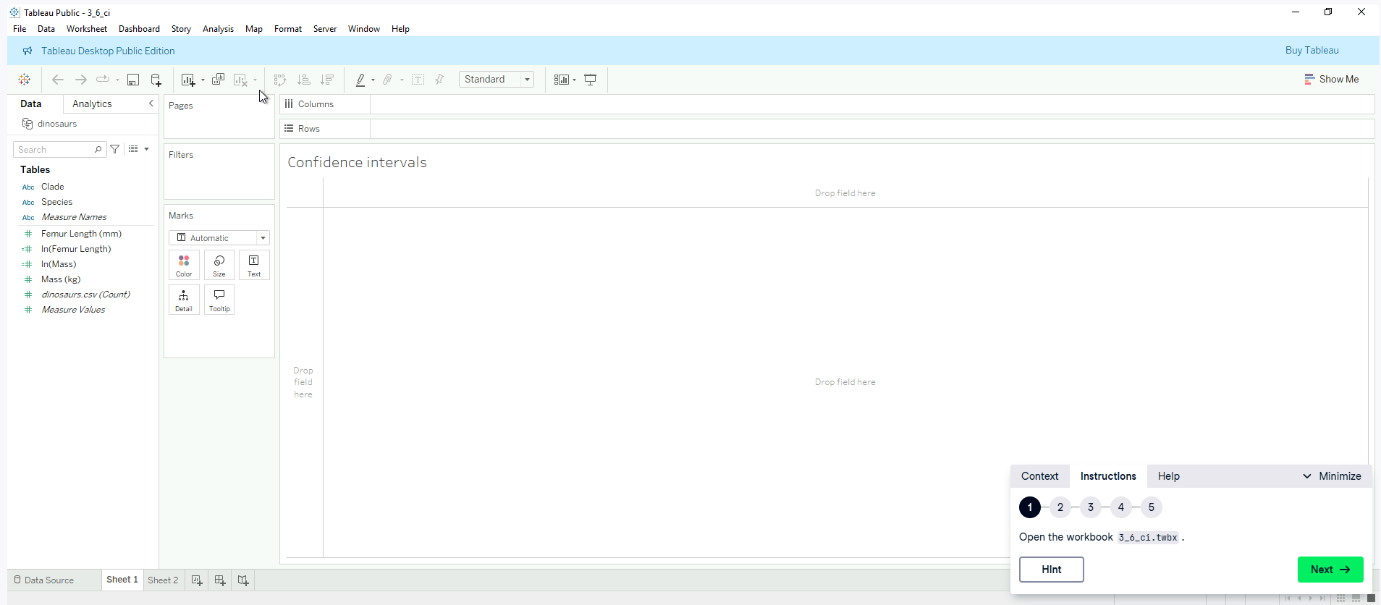 Tableau Public - 3_6_ci
File Data Worksheet Dashboard Story Analysis Map Format Server Window Help
Tableau Desktop Public Edition
Buy Tableau
Standard
Show Me
Data Analytics
dinosaurs
Search
Tables
Abc Clade
Abc Species
Abc Measure Names
# Femur Length (mm)
=# ln(Femur Length)
=# ln(Mass)
# Mass (kg)
# dinosaurs.csv (Count)
# Measure Values
Pages
Filters
Marks
Automatic
Color Size Text
Detail Tooltip
Columns
Rows
Confidence intervals
Drop field here
Drop
field
here
Drop field here
Context Instructions Help Minimize
1 2 3 4 5
Open the workbook 3_6_ci.twbx .
HInt
Next →
Data Source Sheet 1 Sheet 2